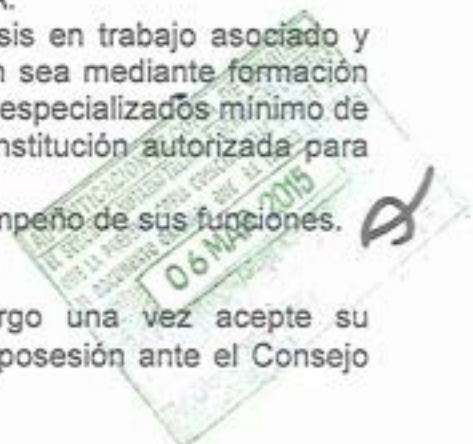 sis en trabajo asociado y
sea mediante formación
especializados mínimo de
nstitución autorizada para
mpeño de sus funciones.
06 MAR 2015
rgo una vez acepte su
posesión ante el Consejo